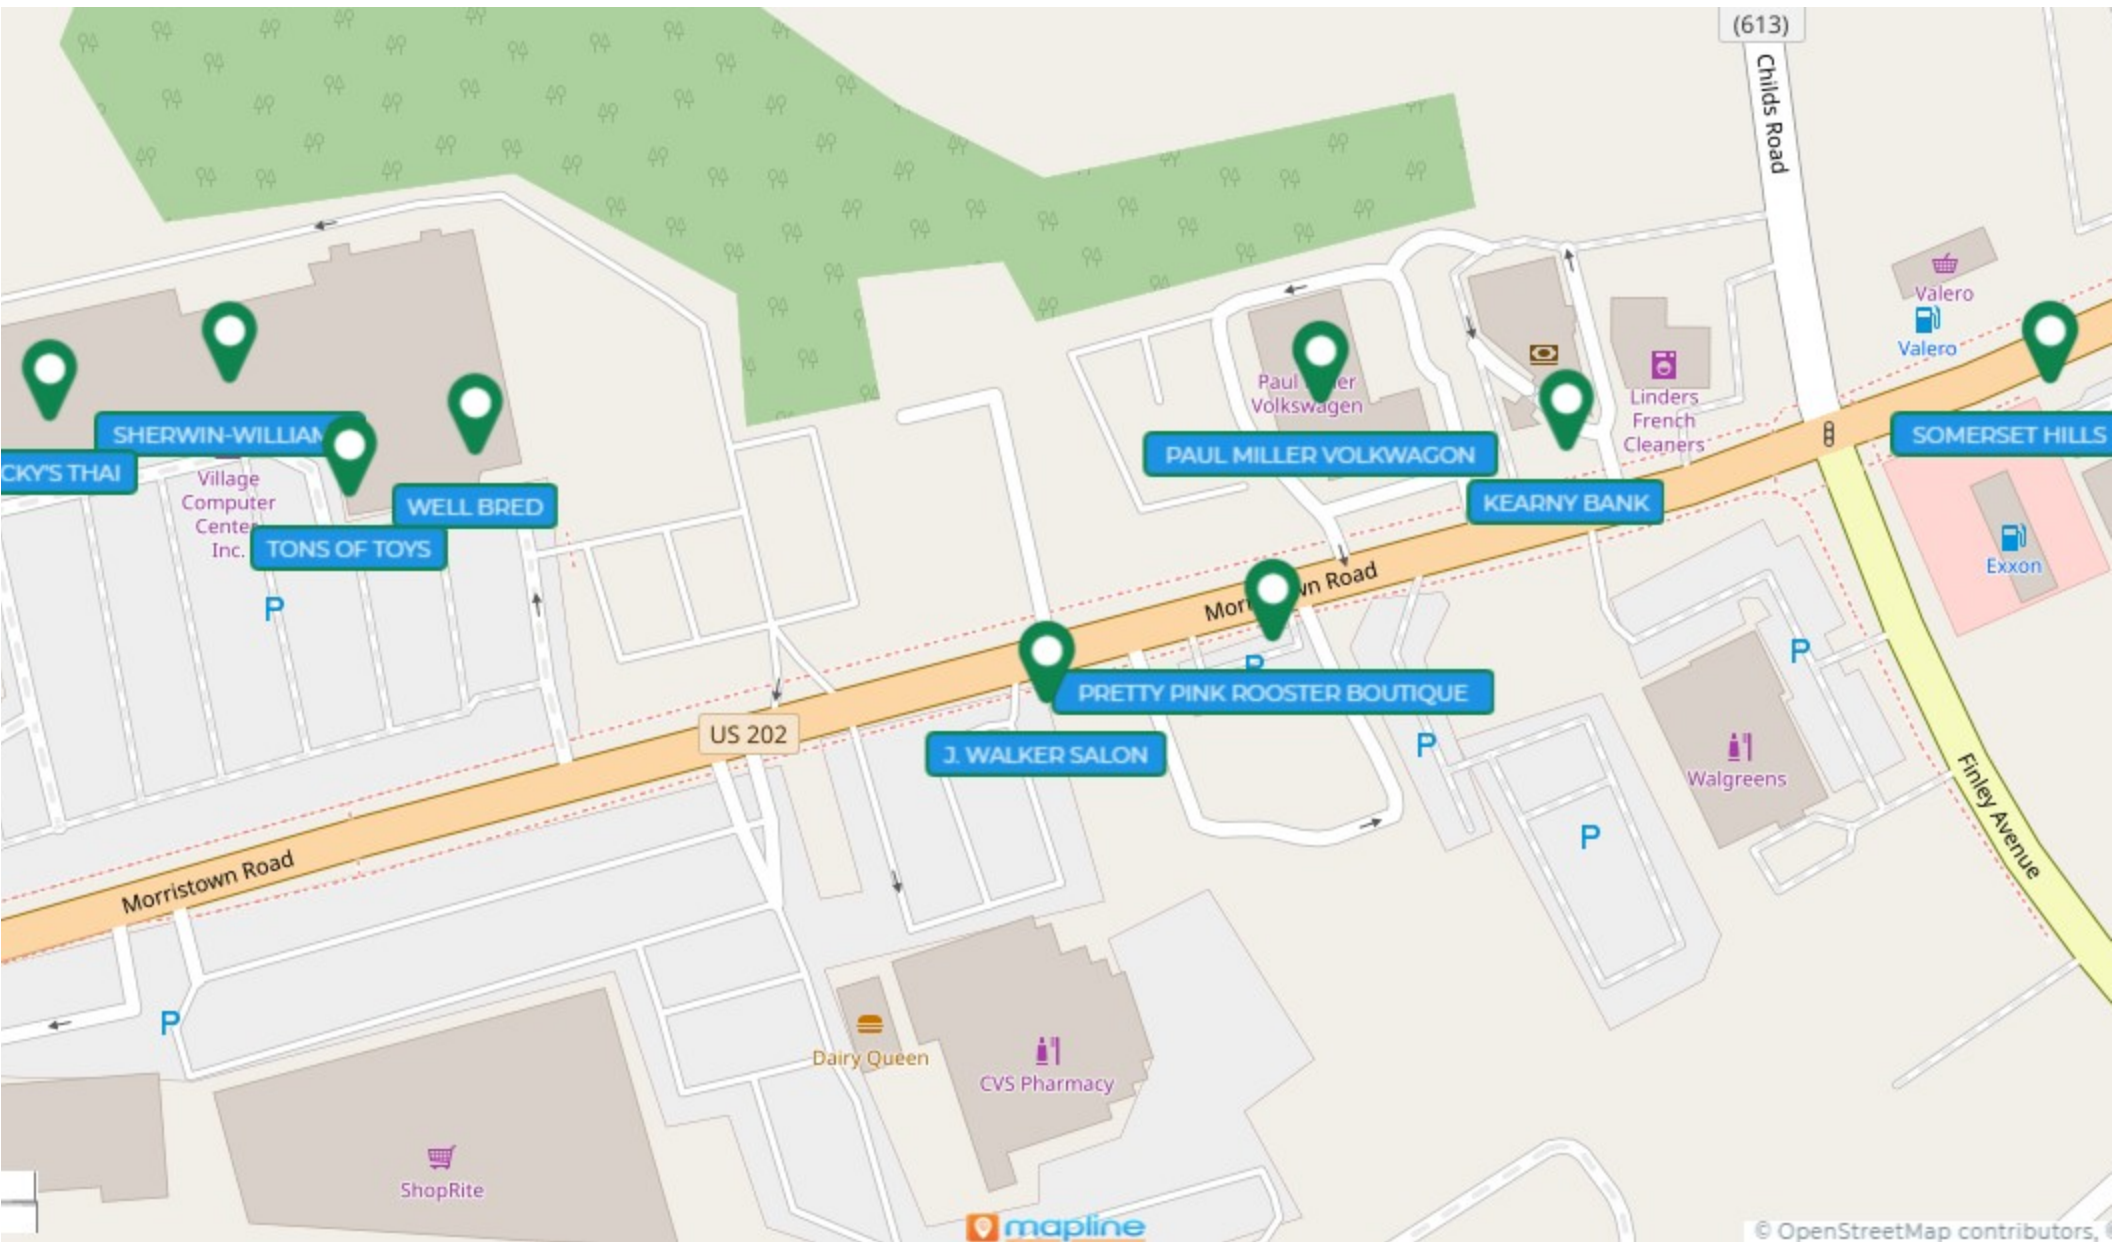 (613)
Childs Road
Valero
Valero
Paul
Volkswagen
Linders
French
Cleaners
SHERWIN-WILLIAM
SOMERSET HILLS
PAUL MILLER VOLKWAGON
CKY'S THAI
Village
Computer
Center
Inc.
WELL BRED
KEARNY BANK
TONS OF TOYS
Exxon
Road
P
P
P
PRETTY PINK ROOSTER BOUTIQUE
US 202
J. WALKER SALON
P
Walgreens
Finley Avenue
P
Morristown Road
P
Dairy Queen
CVS Pharmacy
ShopRite
mapline
© OpenStreetMap contributors,